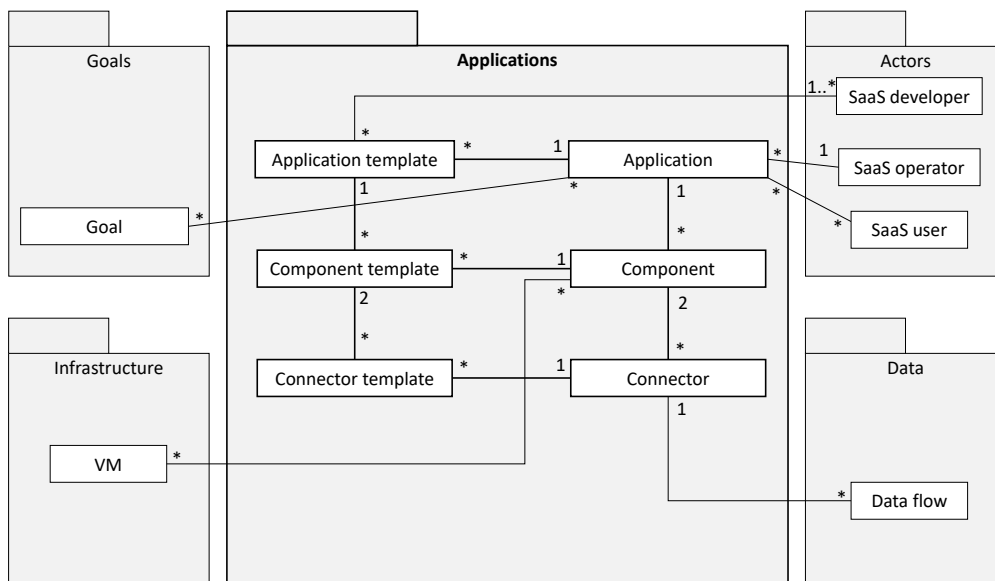 Goals
Applications
Actors
1..*
SaaS developer
*
Application template
*
1
Application
*
1
SaaS operator
1
*
1
*
Goal
*
*
SaaS user
*
*
Component template
*
1
Component
2
*
2
*
*
Infrastructure
Connector template
*
1
Connector
Data
1
VM
*
*
Data flow